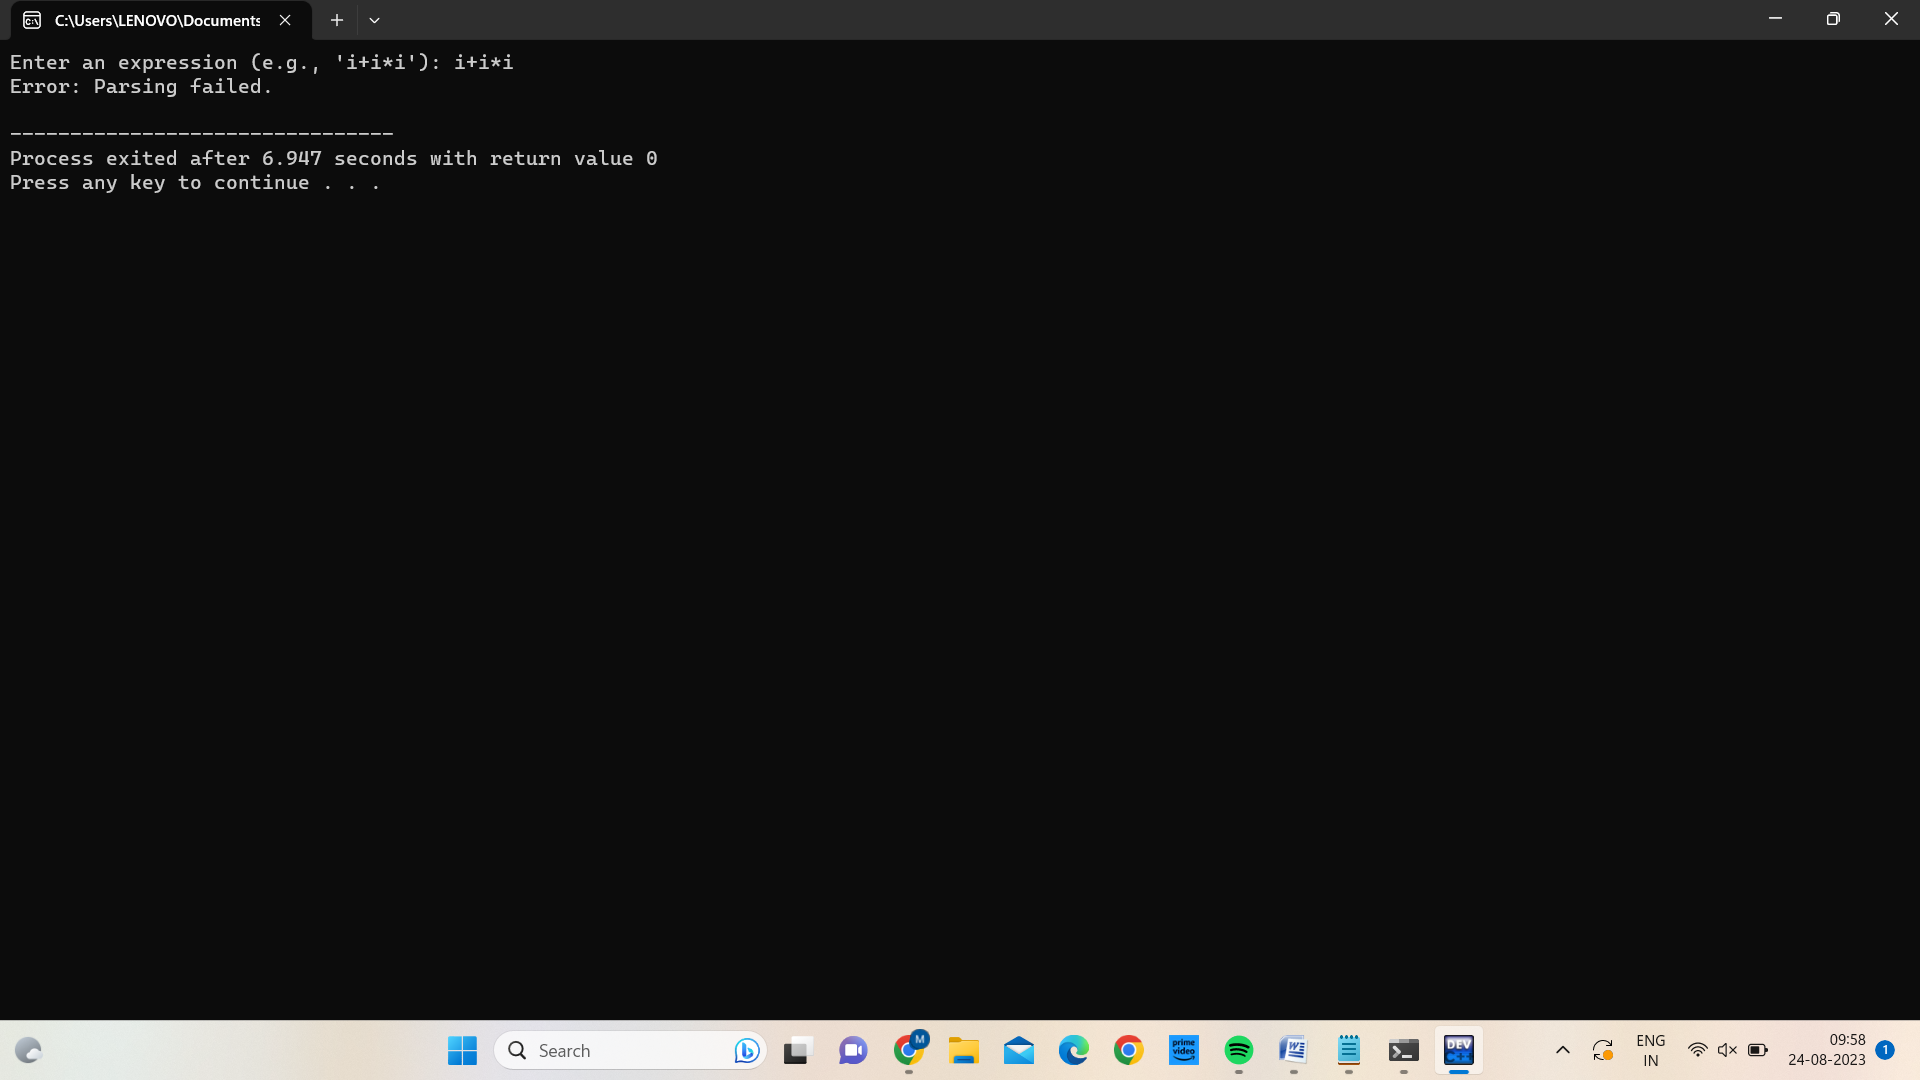 C:\Users\LENOVO\Documents
Enter an expression (e.g., 'i+i*i'): i+i*i
Error: Parsing failed.
--------------------------------
Process exited after 6.947 seconds with return value 0
Press any key to continue . . .
Search
M
prime video
W
DEV C++
ENG
IN
09:58
24-08-2023
1